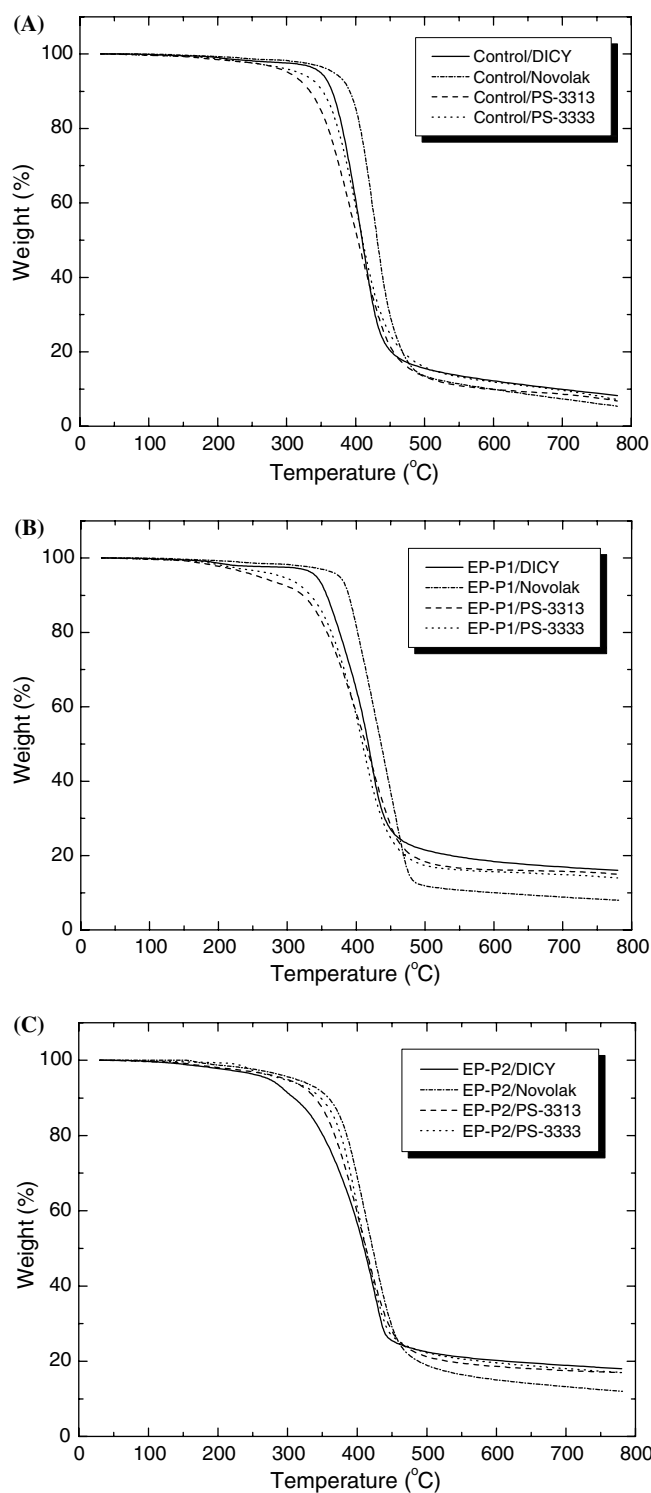 (A)
Control/DICY
Control/Novolak
Control/PS-3313
Control/PS-3333
100
80
60
40
20
0
Weight (%)
0 100 200 300 400 500 600 700 800
Temperature (°C)
(B)
EP-P1/DICY
EP-P1/Novolak
EP-P1/PS-3313
EP-P1/PS-3333
100
80
60
40
20
0
Weight (%)
0 100 200 300 400 500 600 700 800
Temperature (°C)
(C)
EP-P2/DICY
EP-P2/Novolak
EP-P2/PS-3313
EP-P2/PS-3333
100
80
60
40
20
0
Weight (%)
0 100 200 300 400 500 600 700 800
Temperature (°C)